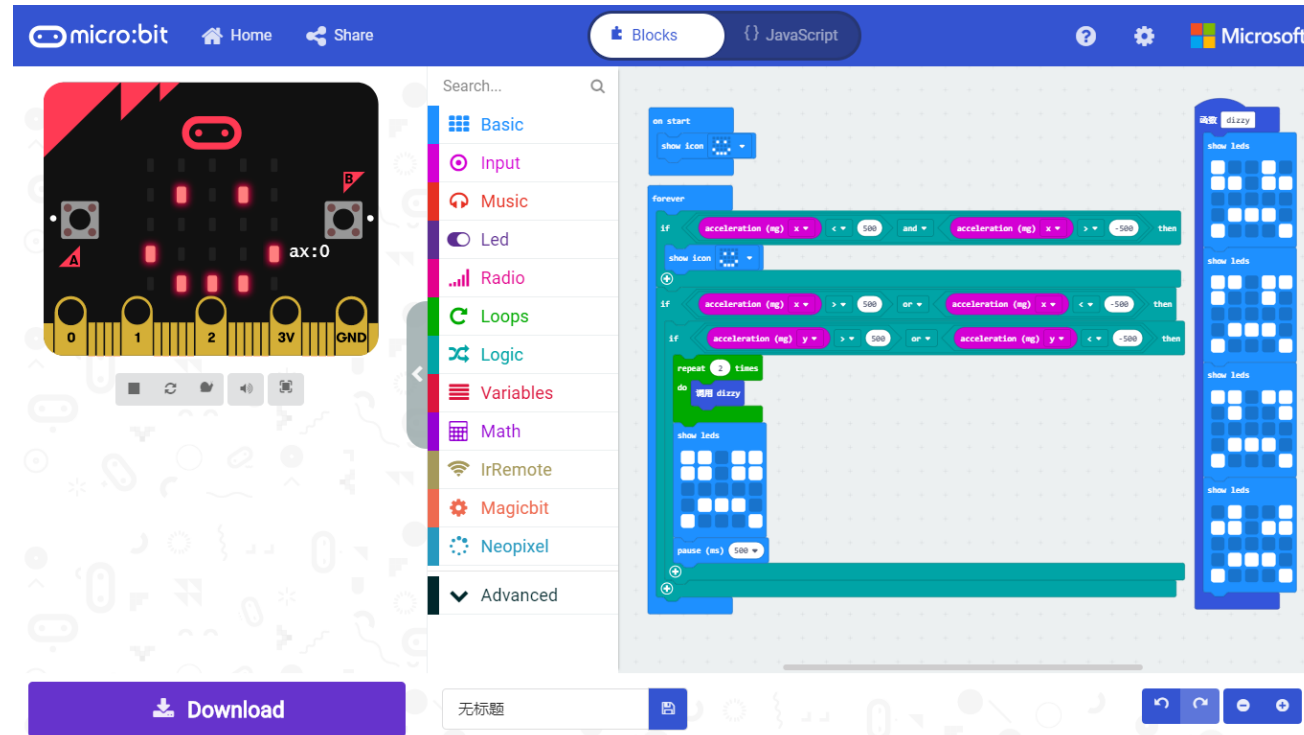 micro:bit Home Share Blocks {} JavaScript ? Microsoft
B
A
ax:0
0 1 2 3V GND
Search...
Basic
Input
Music
Led
Radio
Loops
Logic
Variables
Math
IrRemote
Magicbit
Neopixel
Advanced
on start
show icon
forever
if acceleration (mg) x < 500 and acceleration (mg) x > -500 then
show icon
if acceleration (mg) x > 500 or acceleration (mg) x < -500 then
if acceleration (mg) y > 500 or acceleration (mg) y < -500 then
repeat 2 times
do 调用 dizzy
show leds
pause (ms) 500
函数 dizzy
show leds
show leds
show leds
show leds
Download
无标题